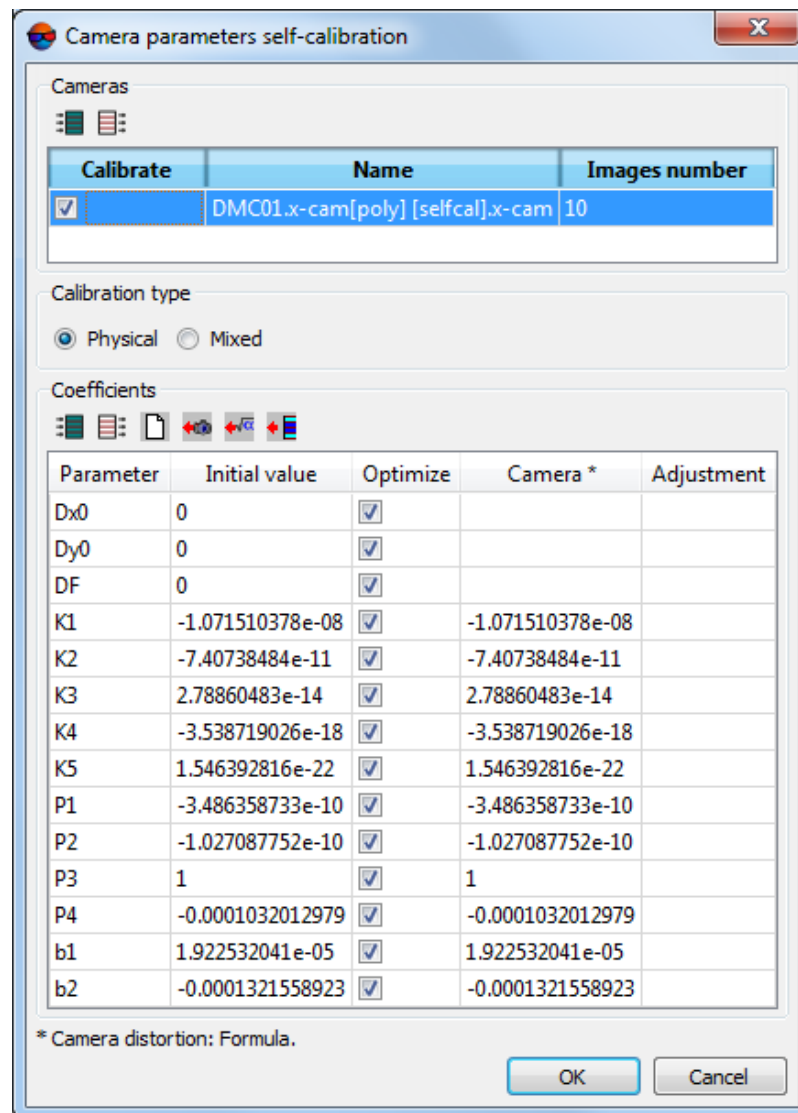 Camera parameters self-calibration
Cameras
Calibrate Name Images number
DMC01.x-cam[poly] [selfcal].x-cam 10
Calibration type
Physical Mixed
Coefficients
Parameter Initial value Optimize Camera * Adjustment
Dx0 0
Dy0 0
DF 0
K1 -1.071510378e-08 -1.071510378e-08
K2 -7.40738484e-11 -7.40738484e-11
K3 2.78860483e-14 2.78860483e-14
K4 -3.538719026e-18 -3.538719026e-18
K5 1.546392816e-22 1.546392816e-22
P1 -3.486358733e-10 -3.486358733e-10
P2 -1.027087752e-10 -1.027087752e-10
P3 1 1
P4 -0.0001032012979 -0.0001032012979
b1 1.922532041e-05 1.922532041e-05
b2 -0.0001321558923 -0.0001321558923
* Camera distortion: Formula.
OK Cancel